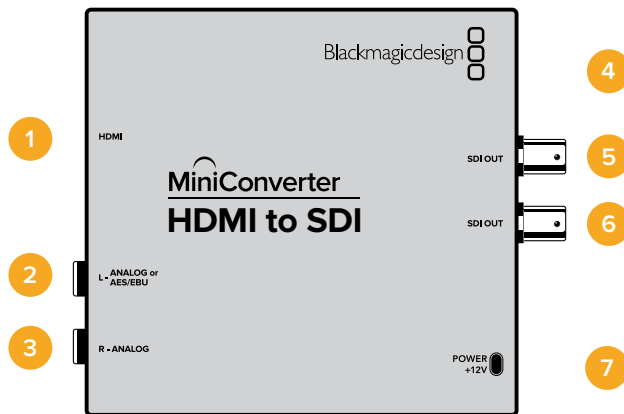 Blackmagicdesign
4
1
HDMI
SDI OUT
5
MiniConverter
HDMI to SDI
SDI OUT
6
2
L - ANALOG or
AES/EBU
3
R - ANALOG
POWER
+12V
7